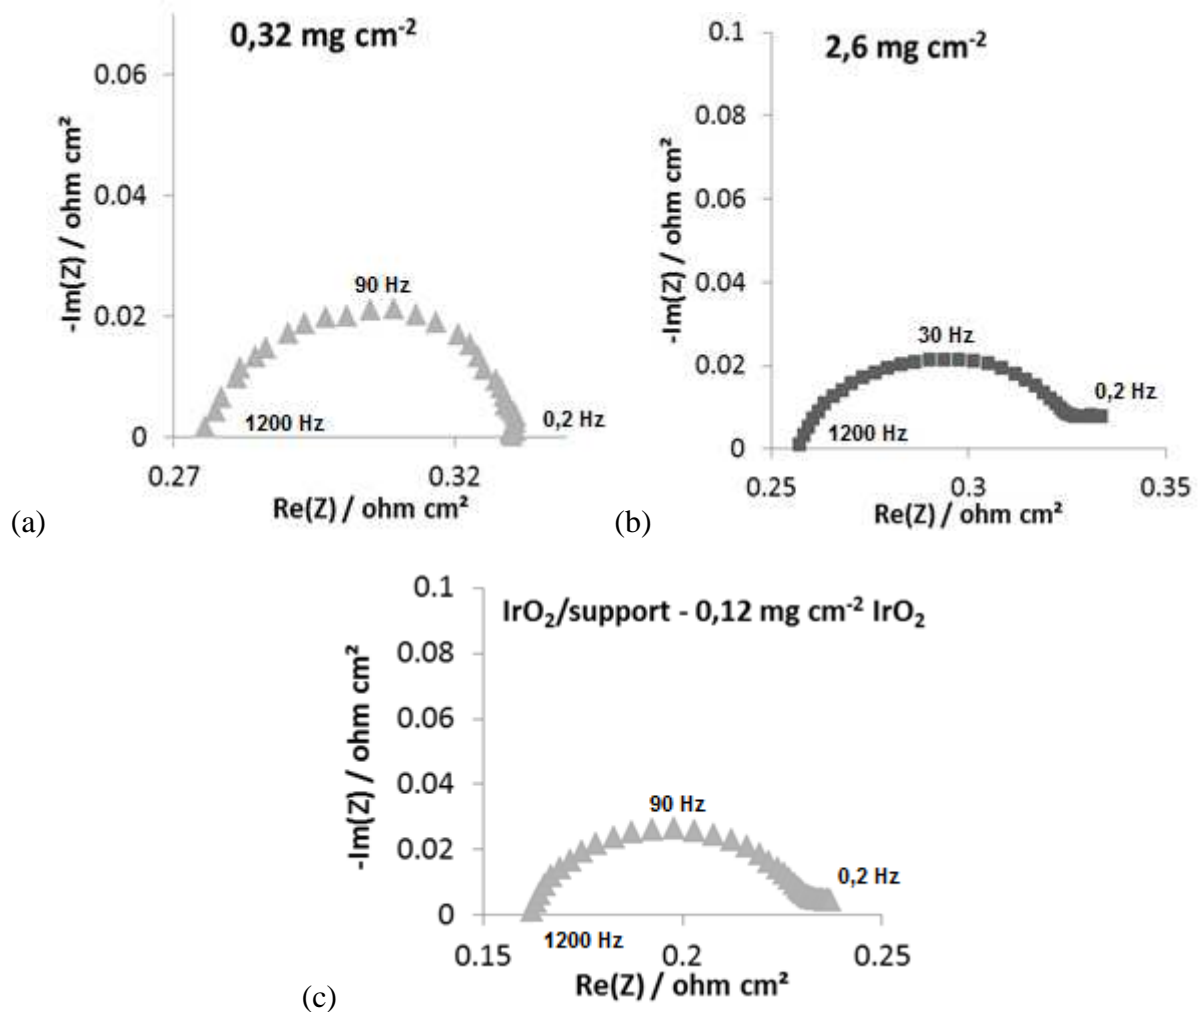 0,32 mg cm⁻²
0.06
0.04
0.02
0
-Im(Z) / ohm cm²
90 Hz
1200 Hz
0,2 Hz
0.27
0.32
Re(Z) / ohm cm²
(a)
2,6 mg cm⁻²
0.1
0.08
0.06
0.04
0.02
0
-Im(Z) / ohm cm²
30 Hz
0,2 Hz
1200 Hz
0.25
0.3
0.35
Re(Z) / ohm cm²
(b)
IrO₂/support - 0,12 mg cm⁻² IrO₂
0.1
0.08
0.06
0.04
0.02
0
-Im(Z) / ohm cm²
90 Hz
0,2 Hz
1200 Hz
0.15
0.2
0.25
Re(Z) / ohm cm²
(c)